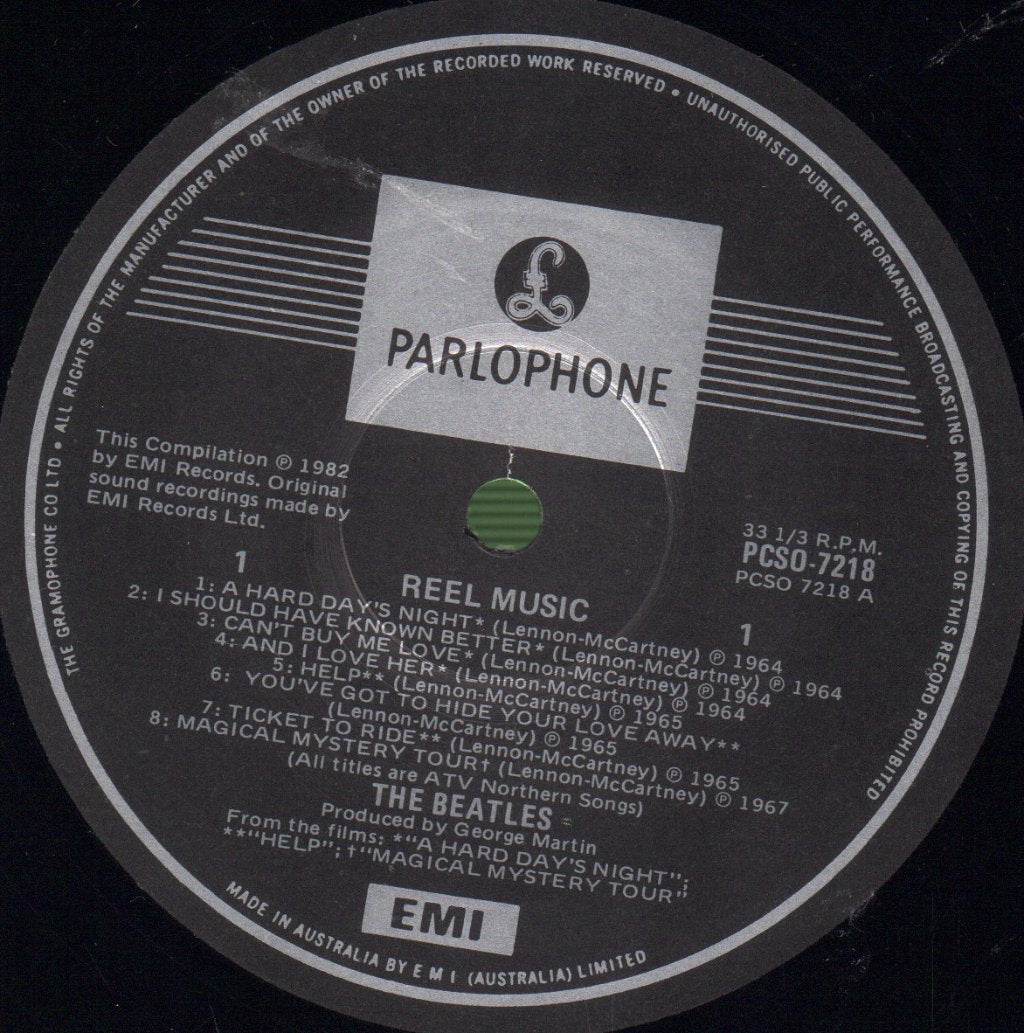 THE GRAMOPHONE CO LTD • ALL RIGHTS OF THE MANUFACTURER AND OF THE OWNER OF THE RECORDED WORK RESERVED • UNAUTHORISED PUBLIC PERFORMANCE BROADCASTING AND COPYING OF THIS RECORD PROHIBITED
£
PARLOPHONE
This Compilation ℗ 1982
by EMI Records. Original
sound recordings made by
EMI Records Ltd.
1
33 1/3 R.P.M.
PCSO-7218
PCSO 7218 A
1
REEL MUSIC
1: A HARD DAY'S NIGHT* (Lennon-McCartney) ℗ 1964
2: I SHOULD HAVE KNOWN BETTER* (Lennon-McCartney) ℗ 1964
3: CAN'T BUY ME LOVE* (Lennon-McCartney) ℗ 1964
4: AND I LOVE HER* (Lennon-McCartney) ℗ 1964
5: HELP** (Lennon-McCartney) ℗ 1965
6: YOU'VE GOT TO HIDE YOUR LOVE AWAY**
(Lennon-McCartney) ℗ 1965
7: TICKET TO RIDE** (Lennon-McCartney) ℗ 1965
8: MAGICAL MYSTERY TOUR† (Lennon-McCartney) ℗ 1967
(All titles are ATV Northern Songs)
THE BEATLES
Produced by George Martin
From the films: *"A HARD DAY'S NIGHT";
**"HELP"; †"MAGICAL MYSTERY TOUR"
EMI
MADE IN AUSTRALIA BY E M I (AUSTRALIA) LIMITED